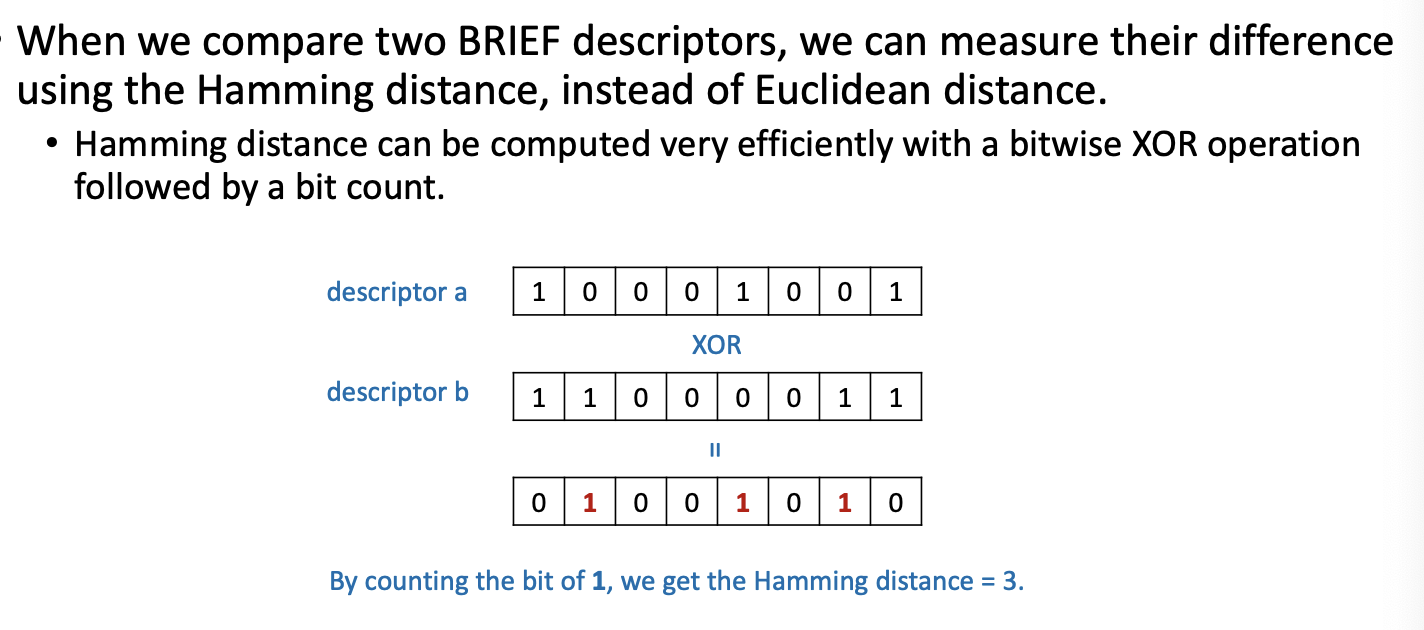 When we compare two BRIEF descriptors, we can measure their difference
using the Hamming distance, instead of Euclidean distance.
• Hamming distance can be computed very efficiently with a bitwise XOR operation
followed by a bit count.
descriptor a 1 0 0 0 1 0 0 1
XOR
descriptor b 1 1 0 0 0 0 1 1
=
0 1 0 0 1 0 1 0
By counting the bit of 1, we get the Hamming distance = 3.